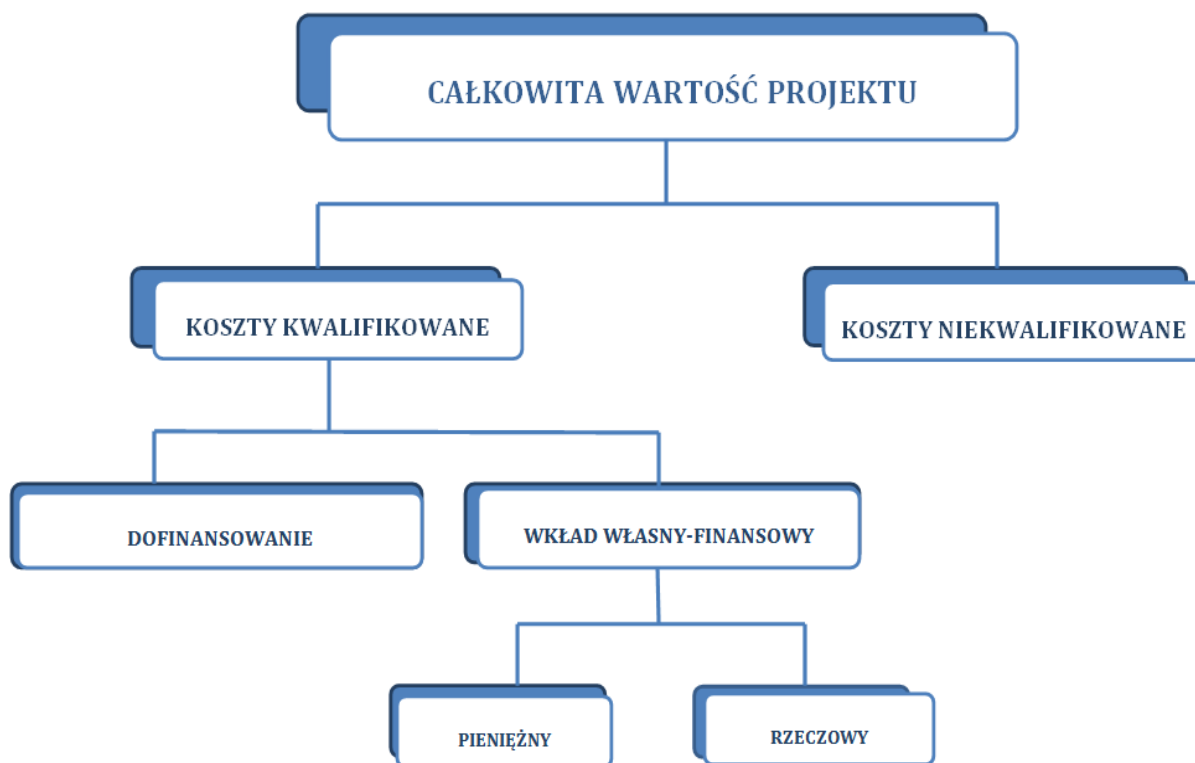 CAŁKOWITA WARTOŚĆ PROJEKTU
KOSZTY KWALIFIKOWANE
KOSZTY NIEKWALIFIKOWANE
DOFINANSOWANIE
WKŁAD WŁASNY-FINANSOWY
PIENIĘŻNY
RZECZOWY